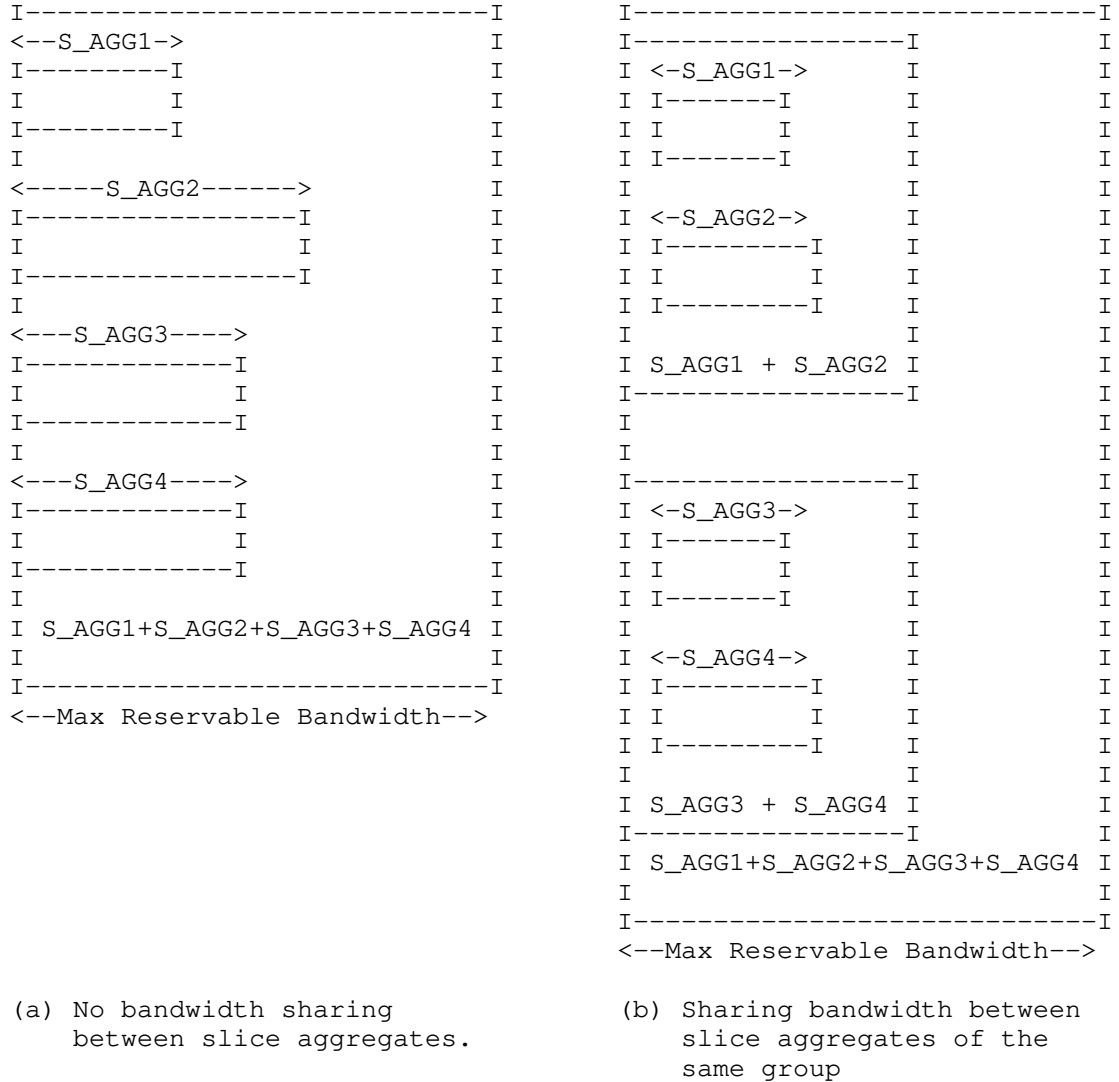 I-----------------------------I
<--S_AGG1->                   I
I---------I                   I
I         I                   I
I---------I                   I
I                             I
<-----S_AGG2------>           I
I-----------------I           I
I                 I           I
I-----------------I           I
I                             I
<---S_AGG3---->               I
I-------------I               I
I             I               I
I-------------I               I
I                             I
<---S_AGG4---->               I
I-------------I               I
I             I               I
I-------------I               I
I                             I
I S_AGG1+S_AGG2+S_AGG3+S_AGG4 I
I                             I
I-----------------------------I
<--Max Reservable Bandwidth-->
(a) No bandwidth sharing
between slice aggregates.
I-----------------------------I
I-----------------I           I
I <-S_AGG1->      I           I
I I-------I       I           I
I I       I       I           I
I I-------I       I           I
I                 I           I
I <-S_AGG2->      I           I
I I---------I     I           I
I I         I     I           I
I I---------I     I           I
I                 I           I
I S_AGG1 + S_AGG2 I           I
I-----------------I           I
I                             I
I                             I
I-----------------I           I
I <-S_AGG3->      I           I
I I-------I       I           I
I I       I       I           I
I I-------I       I           I
I                 I           I
I <-S_AGG4->      I           I
I I---------I     I           I
I I         I     I           I
I I---------I     I           I
I                 I           I
I S_AGG3 + S_AGG4 I           I
I-----------------I           I
I S_AGG1+S_AGG2+S_AGG3+S_AGG4 I
I                             I
I-----------------------------I
<--Max Reservable Bandwidth-->
(b) Sharing bandwidth between
slice aggregates of the
same group